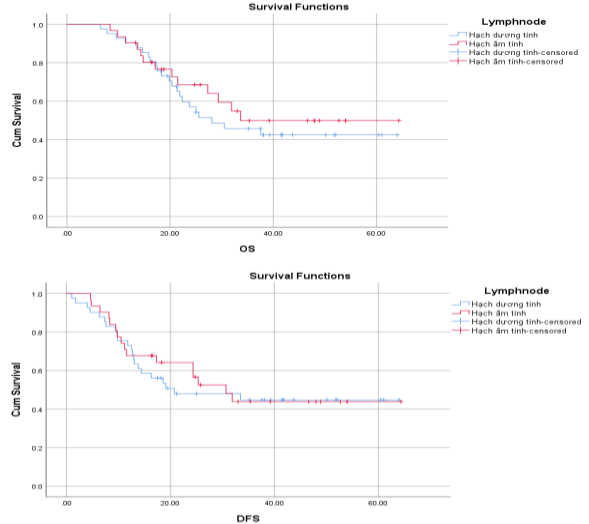 Survival Functions
Lymphnode
Hạch dương tính
Hạch âm tính
Hạch dương tính-censored
Hạch âm tính-censored
Cum Survival
1.0
0.8
0.6
0.4
0.2
0.0
.00
20.00
40.00
60.00
OS
Survival Functions
Lymphnode
Hạch dương tính
Hạch âm tính
Hạch dương tính-censored
Hạch âm tính-censored
Cum Survival
1.0
0.8
0.6
0.4
0.2
0.0
.00
20.00
40.00
60.00
DFS